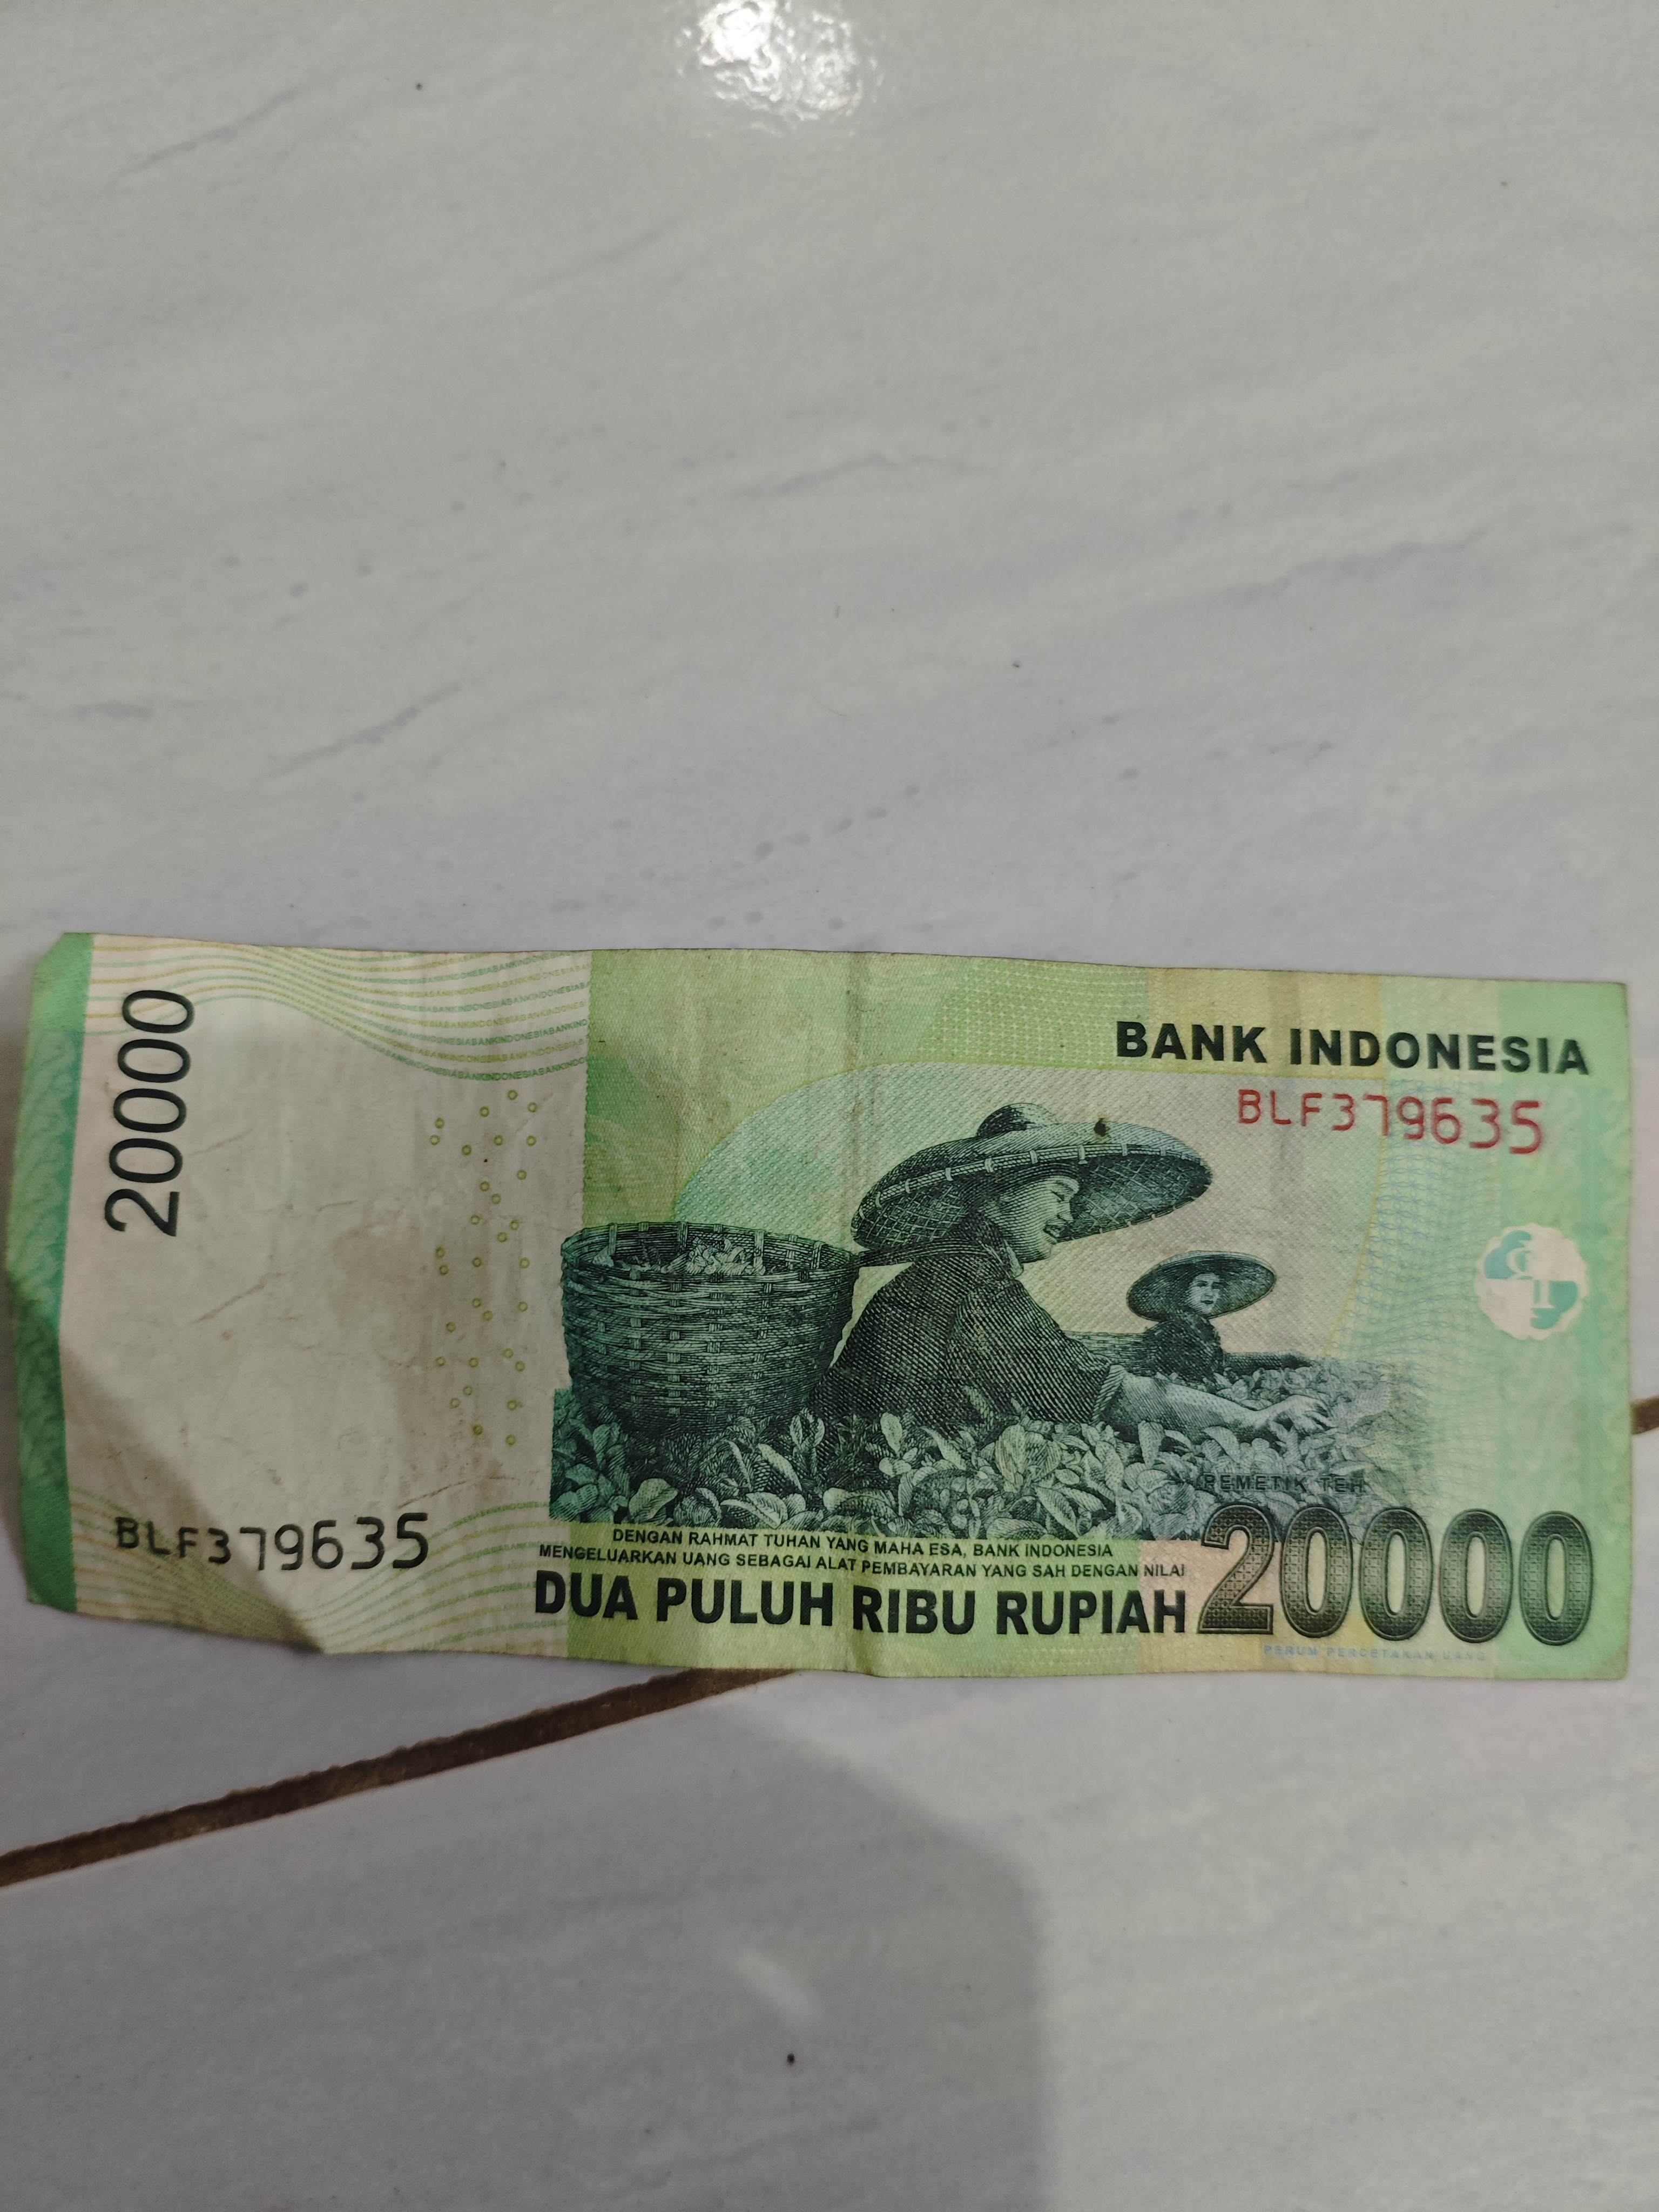 20000
BANK INDONESIA
BLF379635
PEMETIK TEH
BLF379635
DENGAN RAHMAT TUHAN YANG MAHA ESA, BANK INDONESIA
MENGELUARKAN UANG SEBAGAI ALAT PEMBAYARAN YANG SAH DENGAN NILAI
DUA PULUH RIBU RUPIAH
20000
PERUM PERCETAKAN UANG